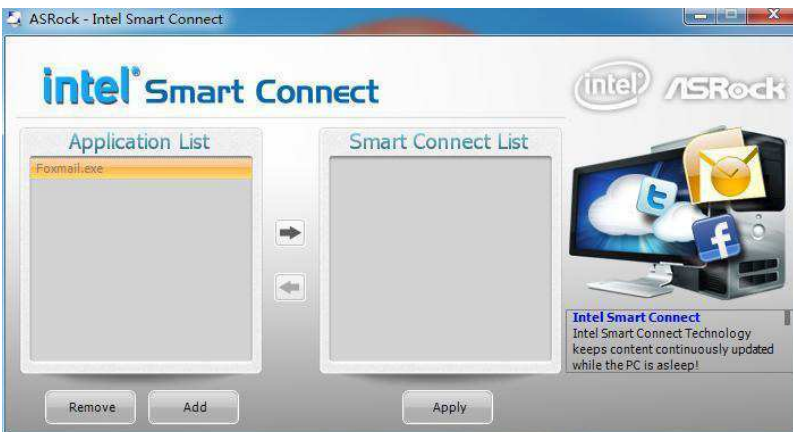 ASRock - Intel Smart Connect
intel® Smart Connect
intel® ASRock
Application List
Smart Connect List
Foxmail.exe
Intel Smart Connect
Intel Smart Connect Technology
keeps content continuously updated
while the PC is asleep!
Remove
Add
Apply